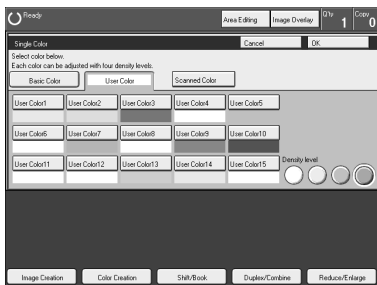 Ready Area Editing Image Overlay Q'ty 1 Copy 0
Single Color Cancel OK
Select color below.
Each color can be adjusted with four density levels.
Basic Color User Color Scanned Color
User Color1 User Color2 User Color3 User Color4 User Color5
User Color6 User Color7 User Color8 User Color9 User Color10
User Color11 User Color12 User Color13 User Color14 User Color15 Density level
Image Creation Color Creation Shift/Book Duplex/Combine Reduce/Enlarge